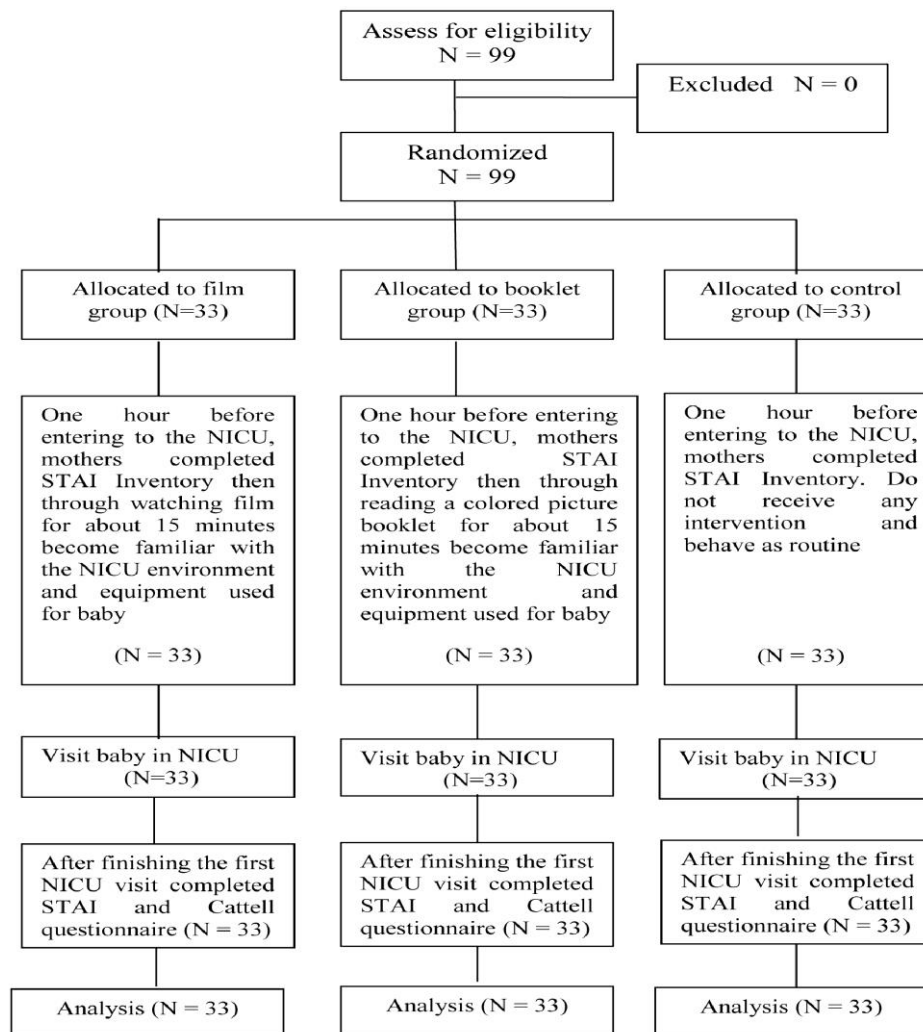 Assess for eligibility
N = 99
Excluded N = 0
Randomized
N = 99
Allocated to film
group (N=33)
Allocated to booklet
group (N=33)
Allocated to control
group (N=33)
One hour before
entering to the NICU,
mothers completed
STAI Inventory then
through watching film
for about 15 minutes
become familiar with
the NICU environment
and equipment used
for baby
(N = 33)
One hour before entering
to the NICU, mothers
completed STAI
Inventory then through
reading a colored picture
booklet for about 15
minutes become familiar
with the NICU
environment and
equipment used for baby
(N = 33)
One hour before
entering to the NICU,
mothers completed
STAI Inventory. Do
not receive any
intervention and
behave as routine
(N = 33)
Visit baby in NICU
(N=33)
Visit baby in NICU
(N=33)
Visit baby in NICU
(N=33)
After finishing the first
NICU visit completed
STAI and Cattell
questionnaire (N = 33)
After finishing the first
NICU visit completed
STAI and Cattell
questionnaire (N = 33)
After finishing the first
NICU visit completed
STAI and Cattell
questionnaire (N = 33)
Analysis (N = 33)
Analysis (N = 33)
Analysis (N = 33)